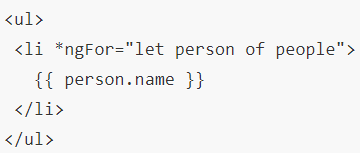 <ul>
 <li *ngFor="let person of people">
   {{ person.name }}
 </li>
</ul>